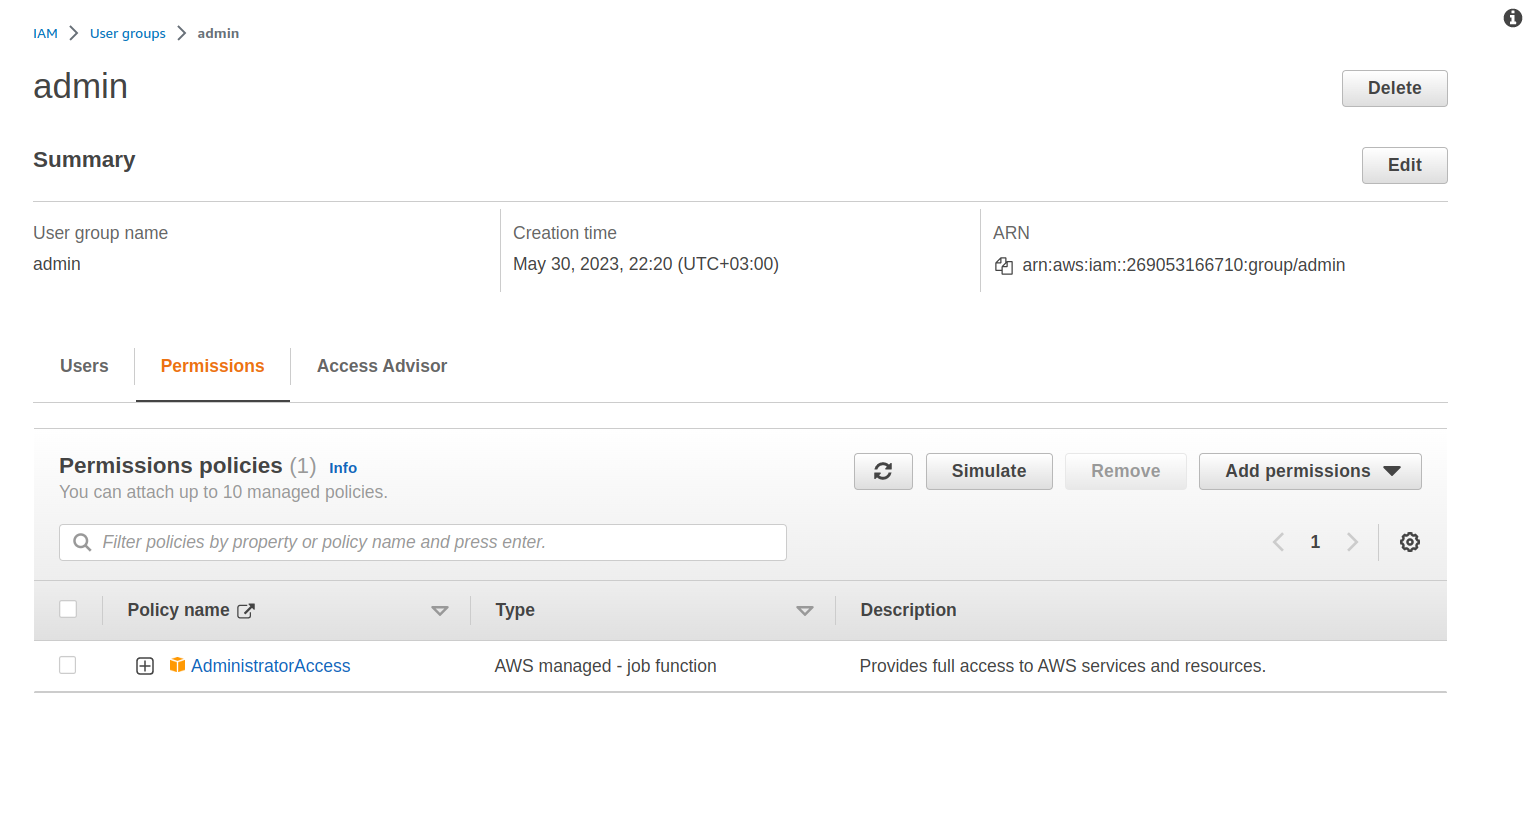 IAM > User groups > admin
admin
Delete
Summary
Edit
User group name
admin
Creation time
May 30, 2023, 22:20 (UTC+03:00)
ARN
arn:aws:iam::269053166710:group/admin
Users
Permissions
Access Advisor
Permissions policies (1) Info
You can attach up to 10 managed policies.
Simulate
Remove
Add permissions
Filter policies by property or policy name and press enter.
1
Policy name
Type
Description
AdministratorAccess
AWS managed - job function
Provides full access to AWS services and resources.